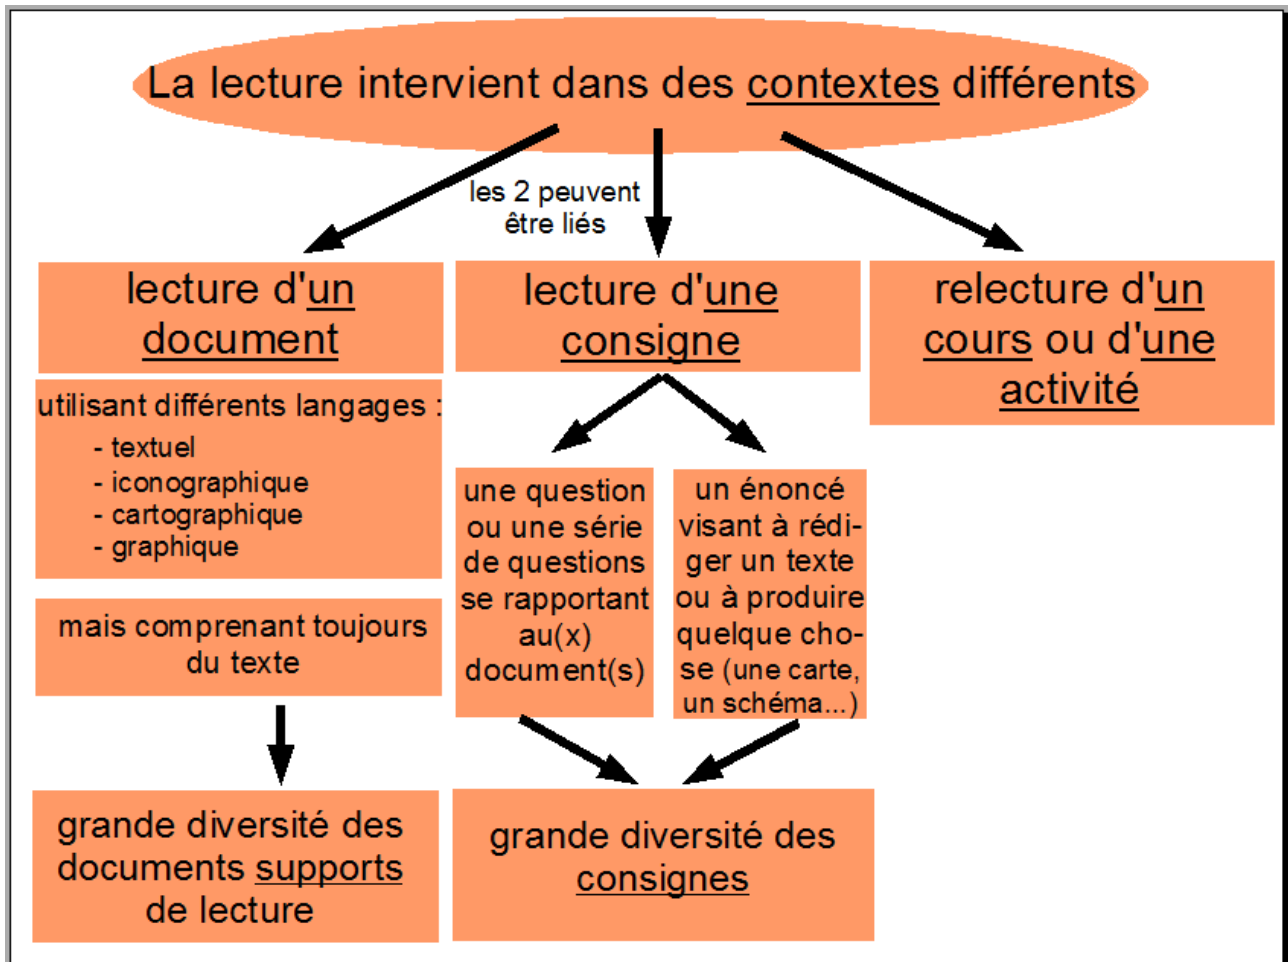 La lecture intervient dans des contextes différents
les 2 peuvent
être liés
lecture d'un
document
utilisant différents langages :
- textuel
- iconographique
- cartographique
- graphique
mais comprenant toujours
du texte
grande diversité des
documents supports
de lecture
lecture d'une
consigne
une question
ou une série
de questions
se rapportant
au(x)
document(s)
un énoncé
visant à rédi-
ger un texte
ou à produire
quelque cho-
se (une carte,
un schéma...)
grande diversité des
consignes
relecture d'un
cours ou d'une
activité